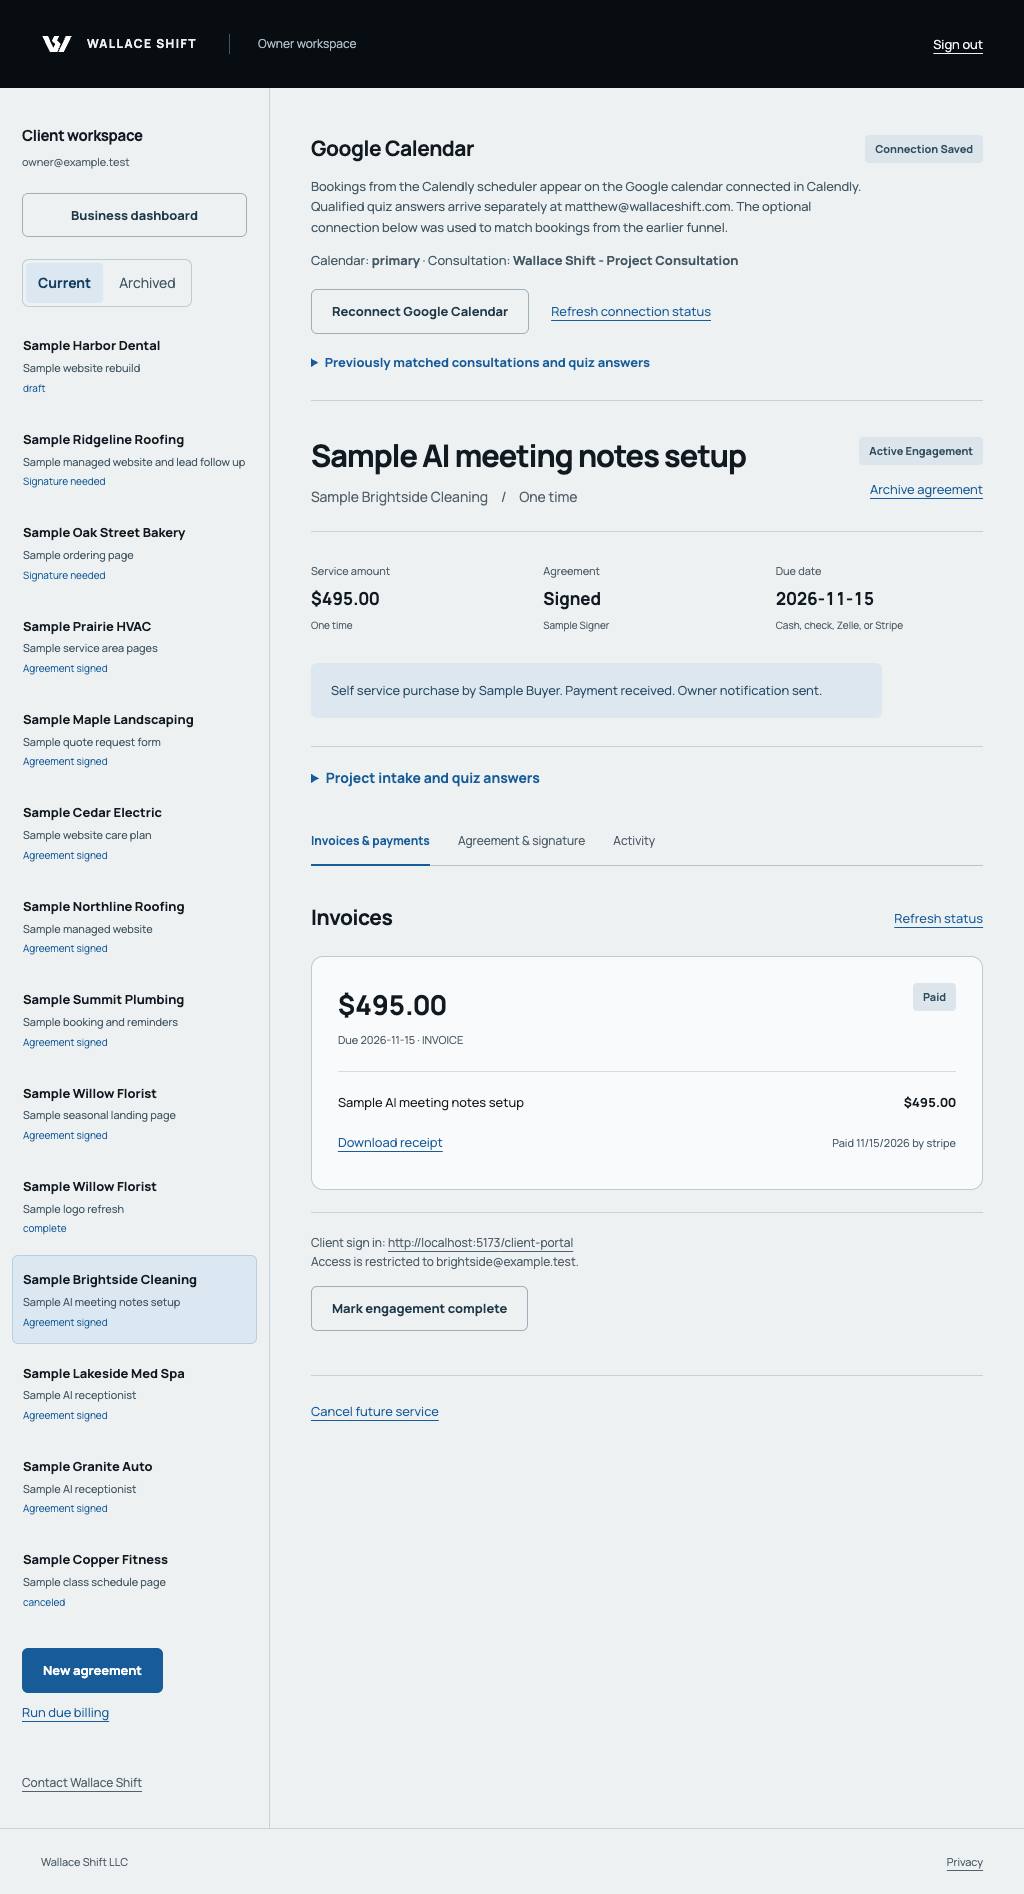 WALLACE SHIFT
Owner workspace
Sign out
Client workspace
owner@example.test
Business dashboard
Current
Archived
Sample Harbor Dental
Sample website rebuild
draft
Sample Ridgeline Roofing
Sample managed website and lead follow up
Signature needed
Sample Oak Street Bakery
Sample ordering page
Signature needed
Sample Prairie HVAC
Sample service area pages
Agreement signed
Sample Maple Landscaping
Sample quote request form
Agreement signed
Sample Cedar Electric
Sample website care plan
Agreement signed
Sample Northline Roofing
Sample managed website
Agreement signed
Sample Summit Plumbing
Sample booking and reminders
Agreement signed
Sample Willow Florist
Sample seasonal landing page
Agreement signed
Sample Willow Florist
Sample logo refresh
complete
Sample Brightside Cleaning
Sample AI meeting notes setup
Agreement signed
Sample Lakeside Med Spa
Sample AI receptionist
Agreement signed
Sample Granite Auto
Sample AI receptionist
Agreement signed
Sample Copper Fitness
Sample class schedule page
canceled
New agreement
Run due billing
Contact Wallace Shift
Google Calendar
Connection Saved
Bookings from the Calendly scheduler appear on the Google calendar connected in Calendly.
Qualified quiz answers arrive separately at matthew@wallaceshift.com. The optional
connection below was used to match bookings from the earlier funnel.
Calendar: primary · Consultation: Wallace Shift - Project Consultation
Reconnect Google Calendar
Refresh connection status
▶ Previously matched consultations and quiz answers
Sample AI meeting notes setup
Active Engagement
Sample Brightside Cleaning / One time
Archive agreement
Service amount
$495.00
One time
Agreement
Signed
Sample Signer
Due date
2026-11-15
Cash, check, Zelle, or Stripe
Self service purchase by Sample Buyer. Payment received. Owner notification sent.
▶ Project intake and quiz answers
Invoices & payments
Agreement & signature
Activity
Invoices
Refresh status
$495.00
Paid
Due 2026-11-15 · INVOICE
Sample AI meeting notes setup
$495.00
Download receipt
Paid 11/15/2026 by stripe
Client sign in: http://localhost:5173/client-portal
Access is restricted to brightside@example.test.
Mark engagement complete
Cancel future service
Wallace Shift LLC
Privacy